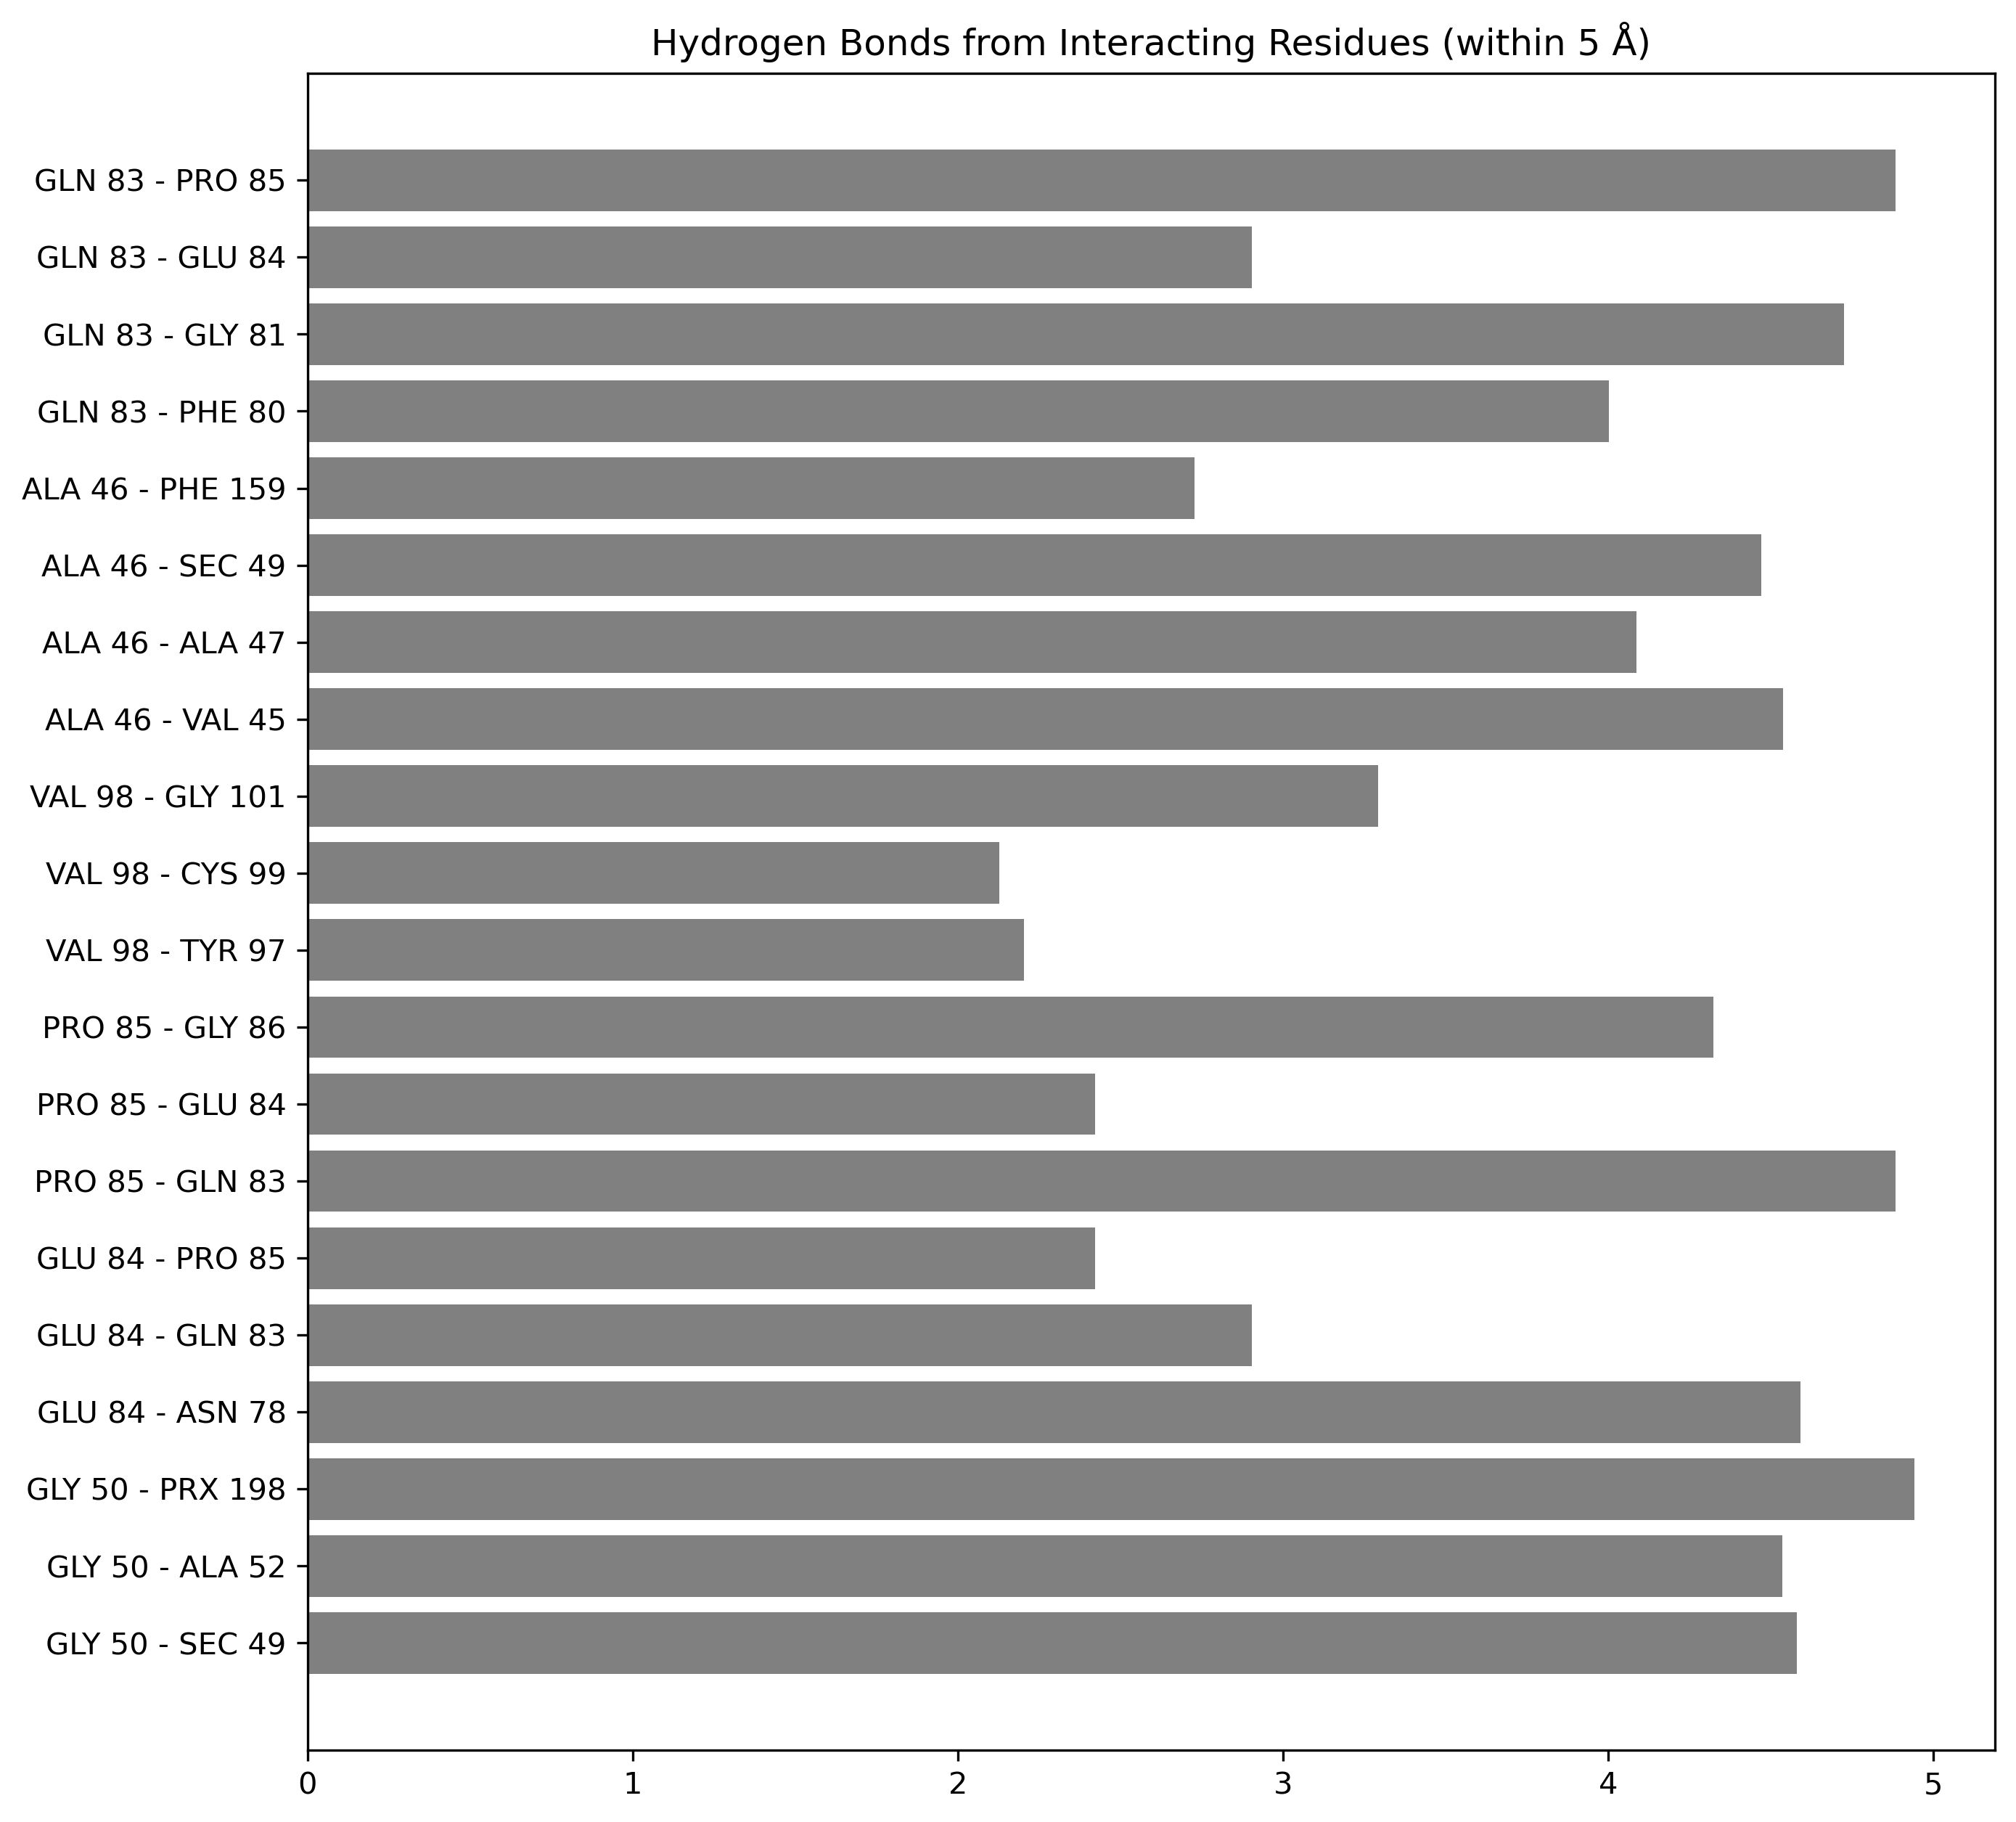 Hydrogen Bonds from Interacting Residues (within 5 Å)
GLN 83 - PRO 85
GLN 83 - GLU 84
GLN 83 - GLY 81
GLN 83 - PHE 80
ALA 46 - PHE 159
ALA 46 - SEC 49
ALA 46 - ALA 47
ALA 46 - VAL 45
VAL 98 - GLY 101
VAL 98 - CYS 99
VAL 98 - TYR 97
PRO 85 - GLY 86
PRO 85 - GLU 84
PRO 85 - GLN 83
GLU 84 - PRO 85
GLU 84 - GLN 83
GLU 84 - ASN 78
GLY 50 - PRX 198
GLY 50 - ALA 52
GLY 50 - SEC 49
0 1 2 3 4 5